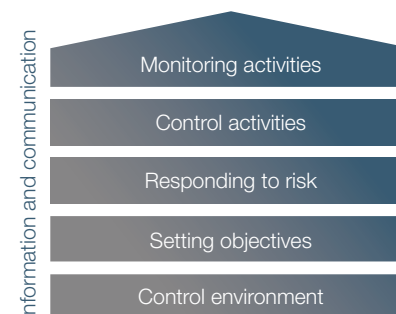 nformation and communication
Monitoring activities
Control activities
Responding to risk
Setting objectives
Control environment